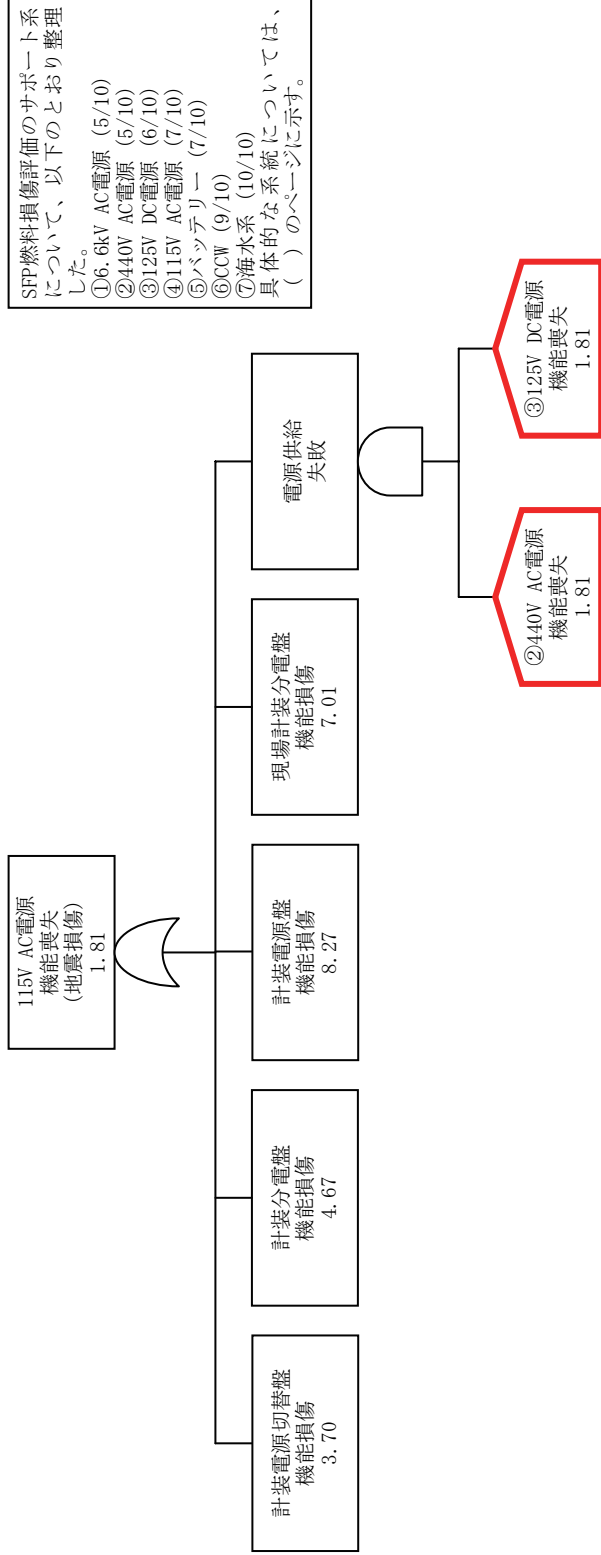 115V AC電源
機能喪失
(地震損傷)
1.81
計装電源切替盤
機能損傷
3.70
計装分電盤
機能損傷
4.67
計装電源盤
機能損傷
8.27
現場計装分電盤
機能損傷
7.01
電源供給
失敗
②440V AC電源
機能喪失
1.81
③125V DC電源
機能喪失
1.81
SFP燃料損傷評価のサポート系
について、以下のとおり整理
した。
①6.6kV AC電源 (5/10)
②440V AC電源 (5/10)
③125V DC電源 (6/10)
④115V AC電源 (7/10)
⑤バッテリー (7/10)
⑥CCW (9/10)
⑦海水系 (10/10)
具体的な系統については、
( ) のページに示す。